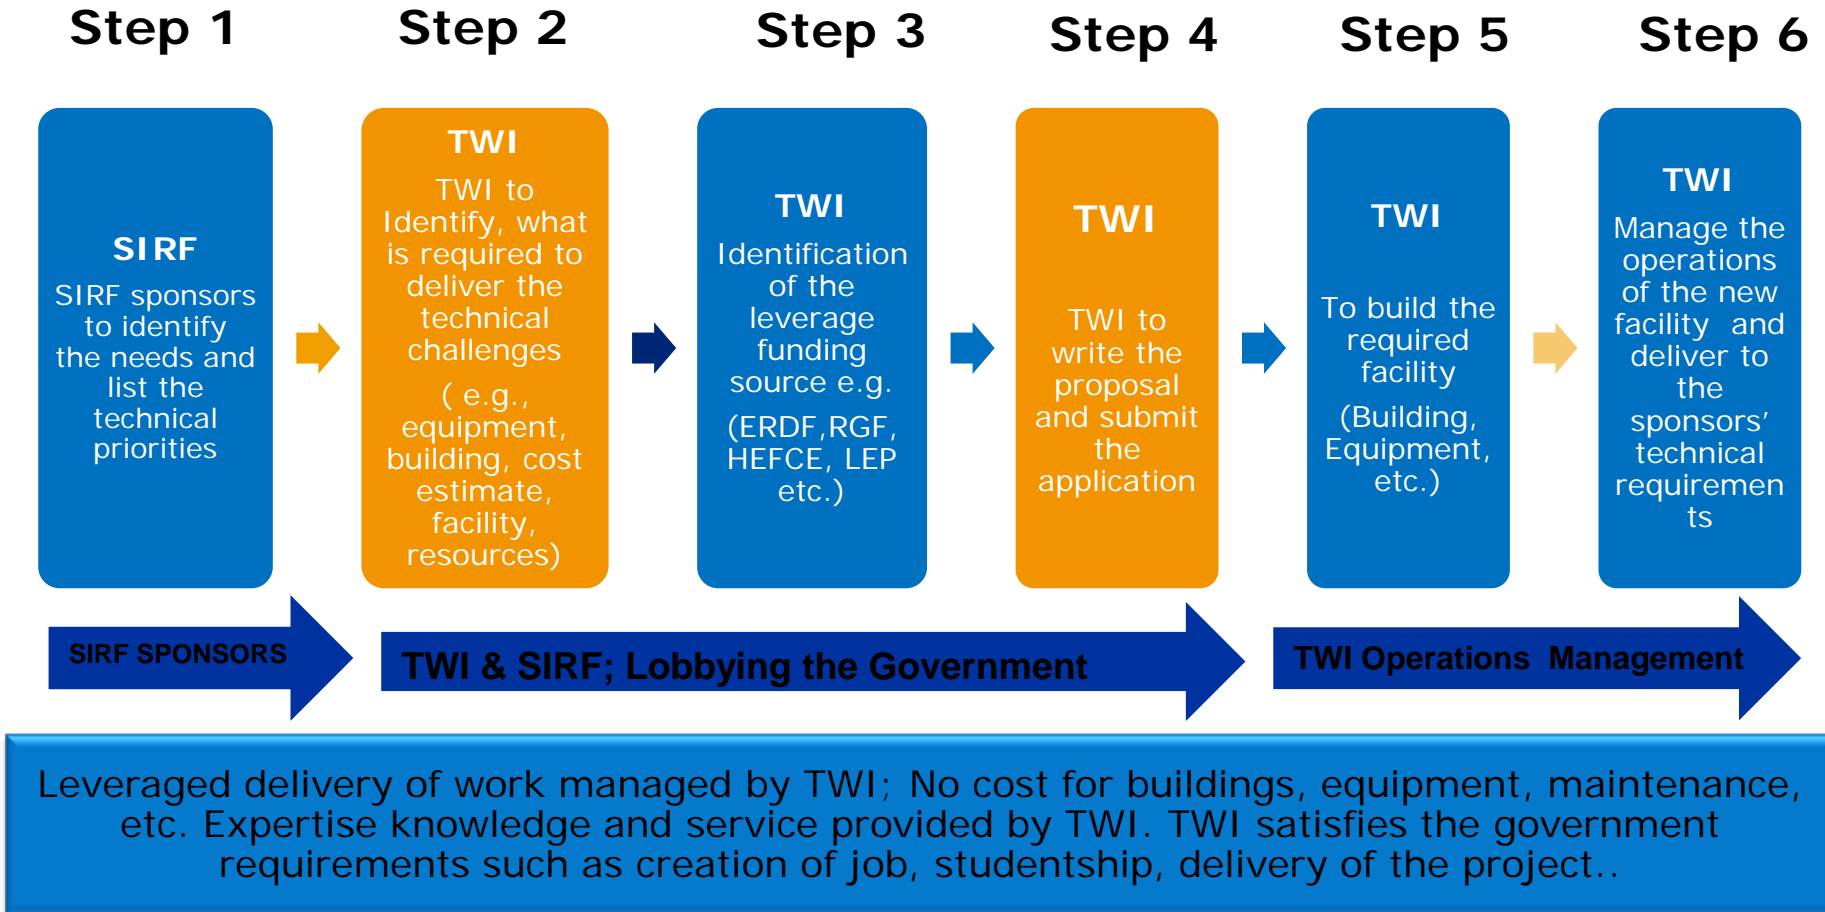 Step 1
Step 2
Step 3
Step 4
Step 5
Step 6
SIRF
SIRF sponsors
to identify
the needs and
list the
technical
priorities
TWI
TWI to
Identify, what
is required to
deliver the
technical
challenges
( e.g.,
equipment,
building, cost
estimate,
facility,
resources)
TWI
Identification
of the
leverage
funding
source e.g.
(ERDF,RGF,
HEFCE, LEP
etc.)
TWI
TWI to
write the
proposal
and submit
the
application
TWI
To build the
required
facility
(Building,
Equipment,
etc.)
TWI
Manage the
operations
of the new
facility and
deliver to
the
sponsors’
technical
requiremen
ts
SIRF SPONSORS
TWI & SIRF; Lobbying the Government
TWI Operations Management
Leveraged delivery of work managed by TWI; No cost for buildings, equipment, maintenance,
etc. Expertise knowledge and service provided by TWI. TWI satisfies the government
requirements such as creation of job, studentship, delivery of the project..